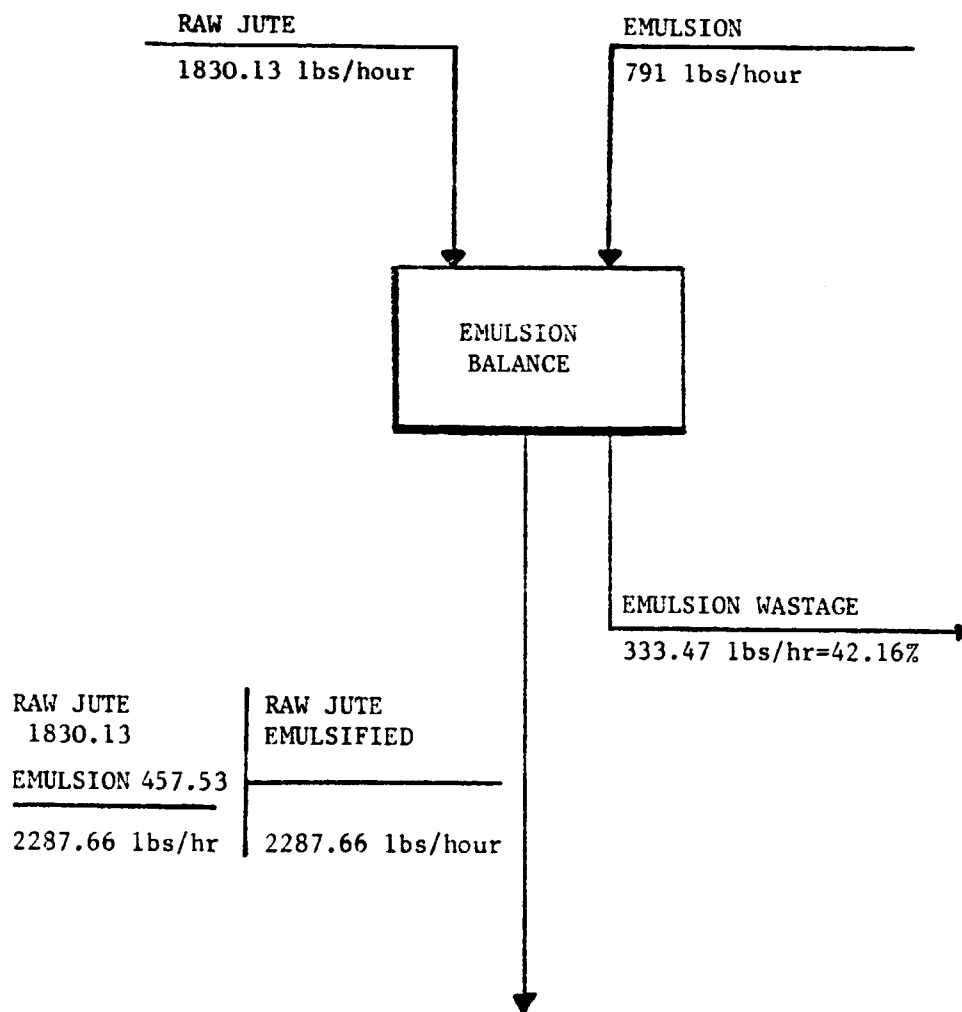 RAW JUTE
1830.13 lbs/hour
EMULSION
791 lbs/hour
EMULSION
BALANCE
EMULSION WASTAGE
333.47 lbs/hr=42.16%
RAW JUTE
1830.13
EMULSION 457.53
2287.66 lbs/hr
RAW JUTE
EMULSIFIED
2287.66 lbs/hour